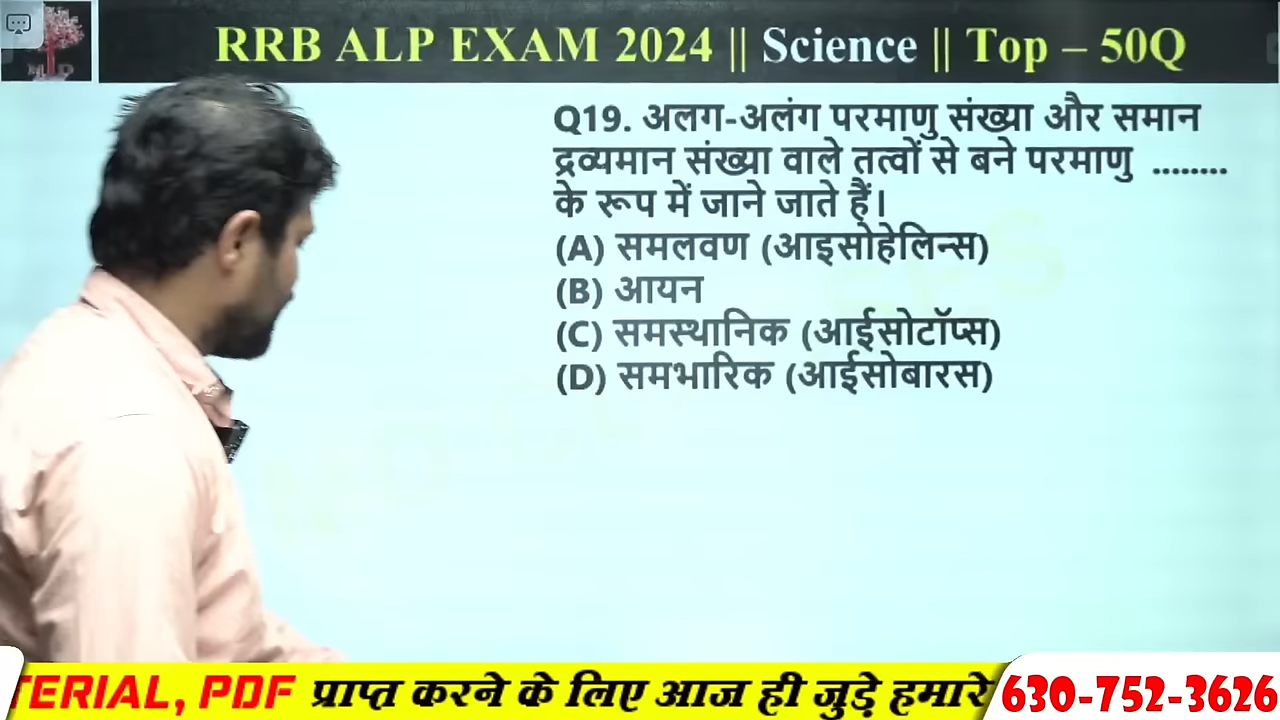 RRB ALP EXAM 2024 || Science || Top – 50Q
Q19. अलग-अलंग परमाणु संख्या और समान
द्रव्यमान संख्या वाले तत्वों से बने परमाणु ........
के रूप में जाने जाते हैं।
(A) समलवण (आइसोहेलिन्स)
(B) आयन
(C) समस्थानिक (आईसोटॉप्स)
(D) समभारिक (आईसोबारस)
TERIAL, PDF प्राप्त करने के लिए आज ही जुड़े हमारे 630-752-3626